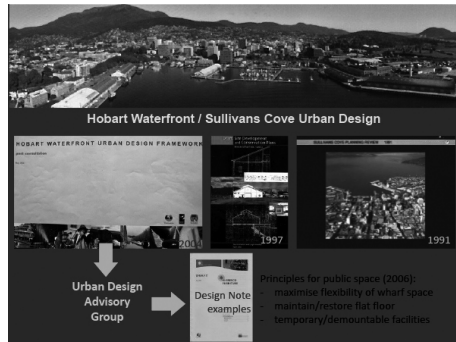 Hobart Waterfront / Sullivans Cove Urban Design
HOBART WATERFRONT URBAN DESIGN FRAMEWORK
2004
1997
SULLIVANS COVE PLANNING REVIEW 1991
1991
Urban Design
Advisory
Group
Design Note
examples
Principles for public space (2006):
- maximise flexibility of wharf space
- maintain/restore flat floor
- temporary/demountable facilities